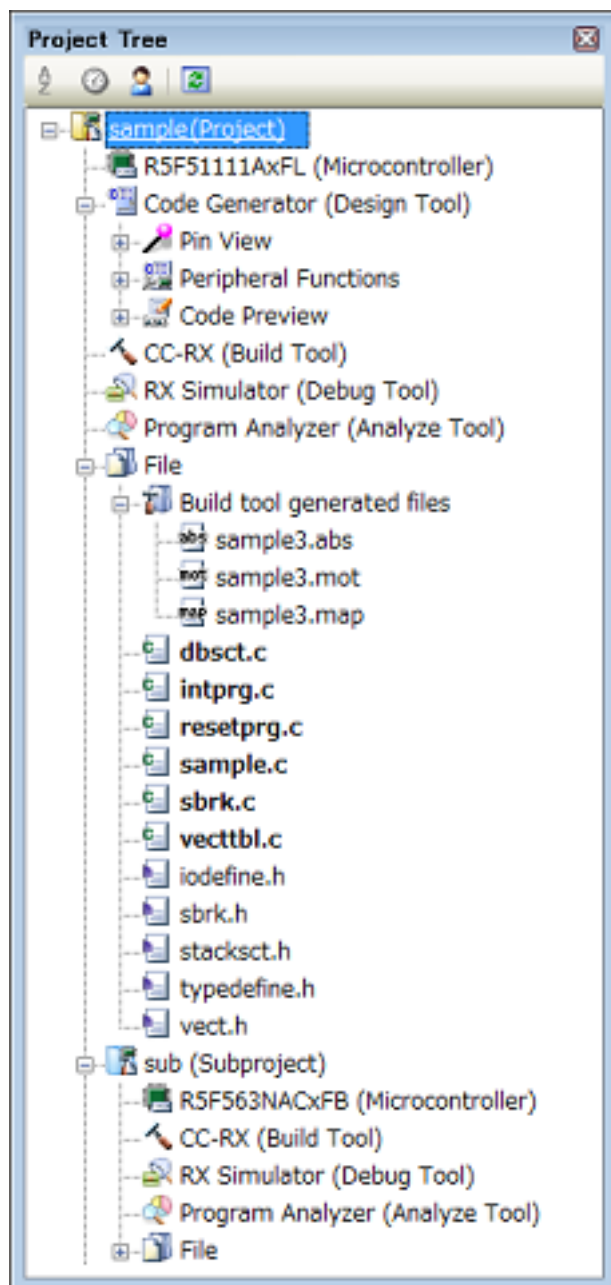 Project Tree
sample(Project)
R5F51111AxFL (Microcontroller)
Code Generator (Design Tool)
Pin View
Peripheral Functions
Code Preview
CC-RX (Build Tool)
RX Simulator (Debug Tool)
Program Analyzer (Analyze Tool)
File
Build tool generated files
abs sample3.abs
mot sample3.mot
map sample3.map
dbsct.c
intprg.c
resetprg.c
sample.c
sbrk.c
vecttbl.c
iodefine.h
sbrk.h
stacksct.h
typedefine.h
vect.h
sub (Subproject)
R5F563NACxFB (Microcontroller)
CC-RX (Build Tool)
RX Simulator (Debug Tool)
Program Analyzer (Analyze Tool)
File